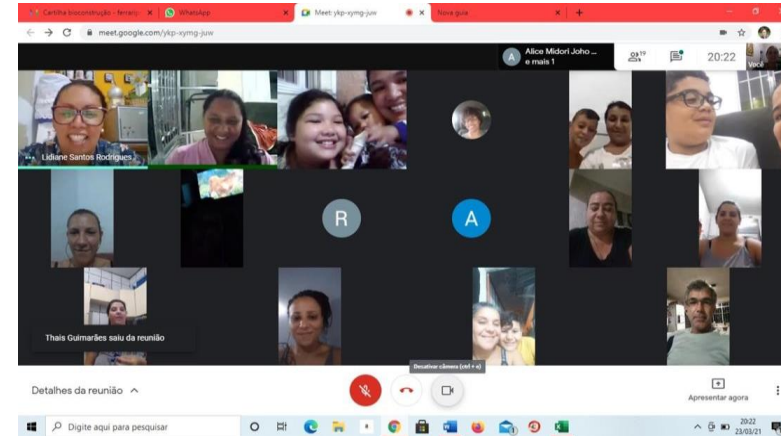 Cartilha bioconstrução - ferrari
WhatsApp
Meet: ykp-xymg-juw
Nova guia
meet.google.com/ykp-xymg-juw
Alice Midori Joho ...
e mais 1
A
19
20:22
Você
Lidiane Santos Rodrigues
R
A
Thais Guimarães saiu da reunião
Desativar câmera (ctrl + e)
Detalhes da reunião
Apresentar agora
Digite aqui para pesquisar
20:22
23/03/21